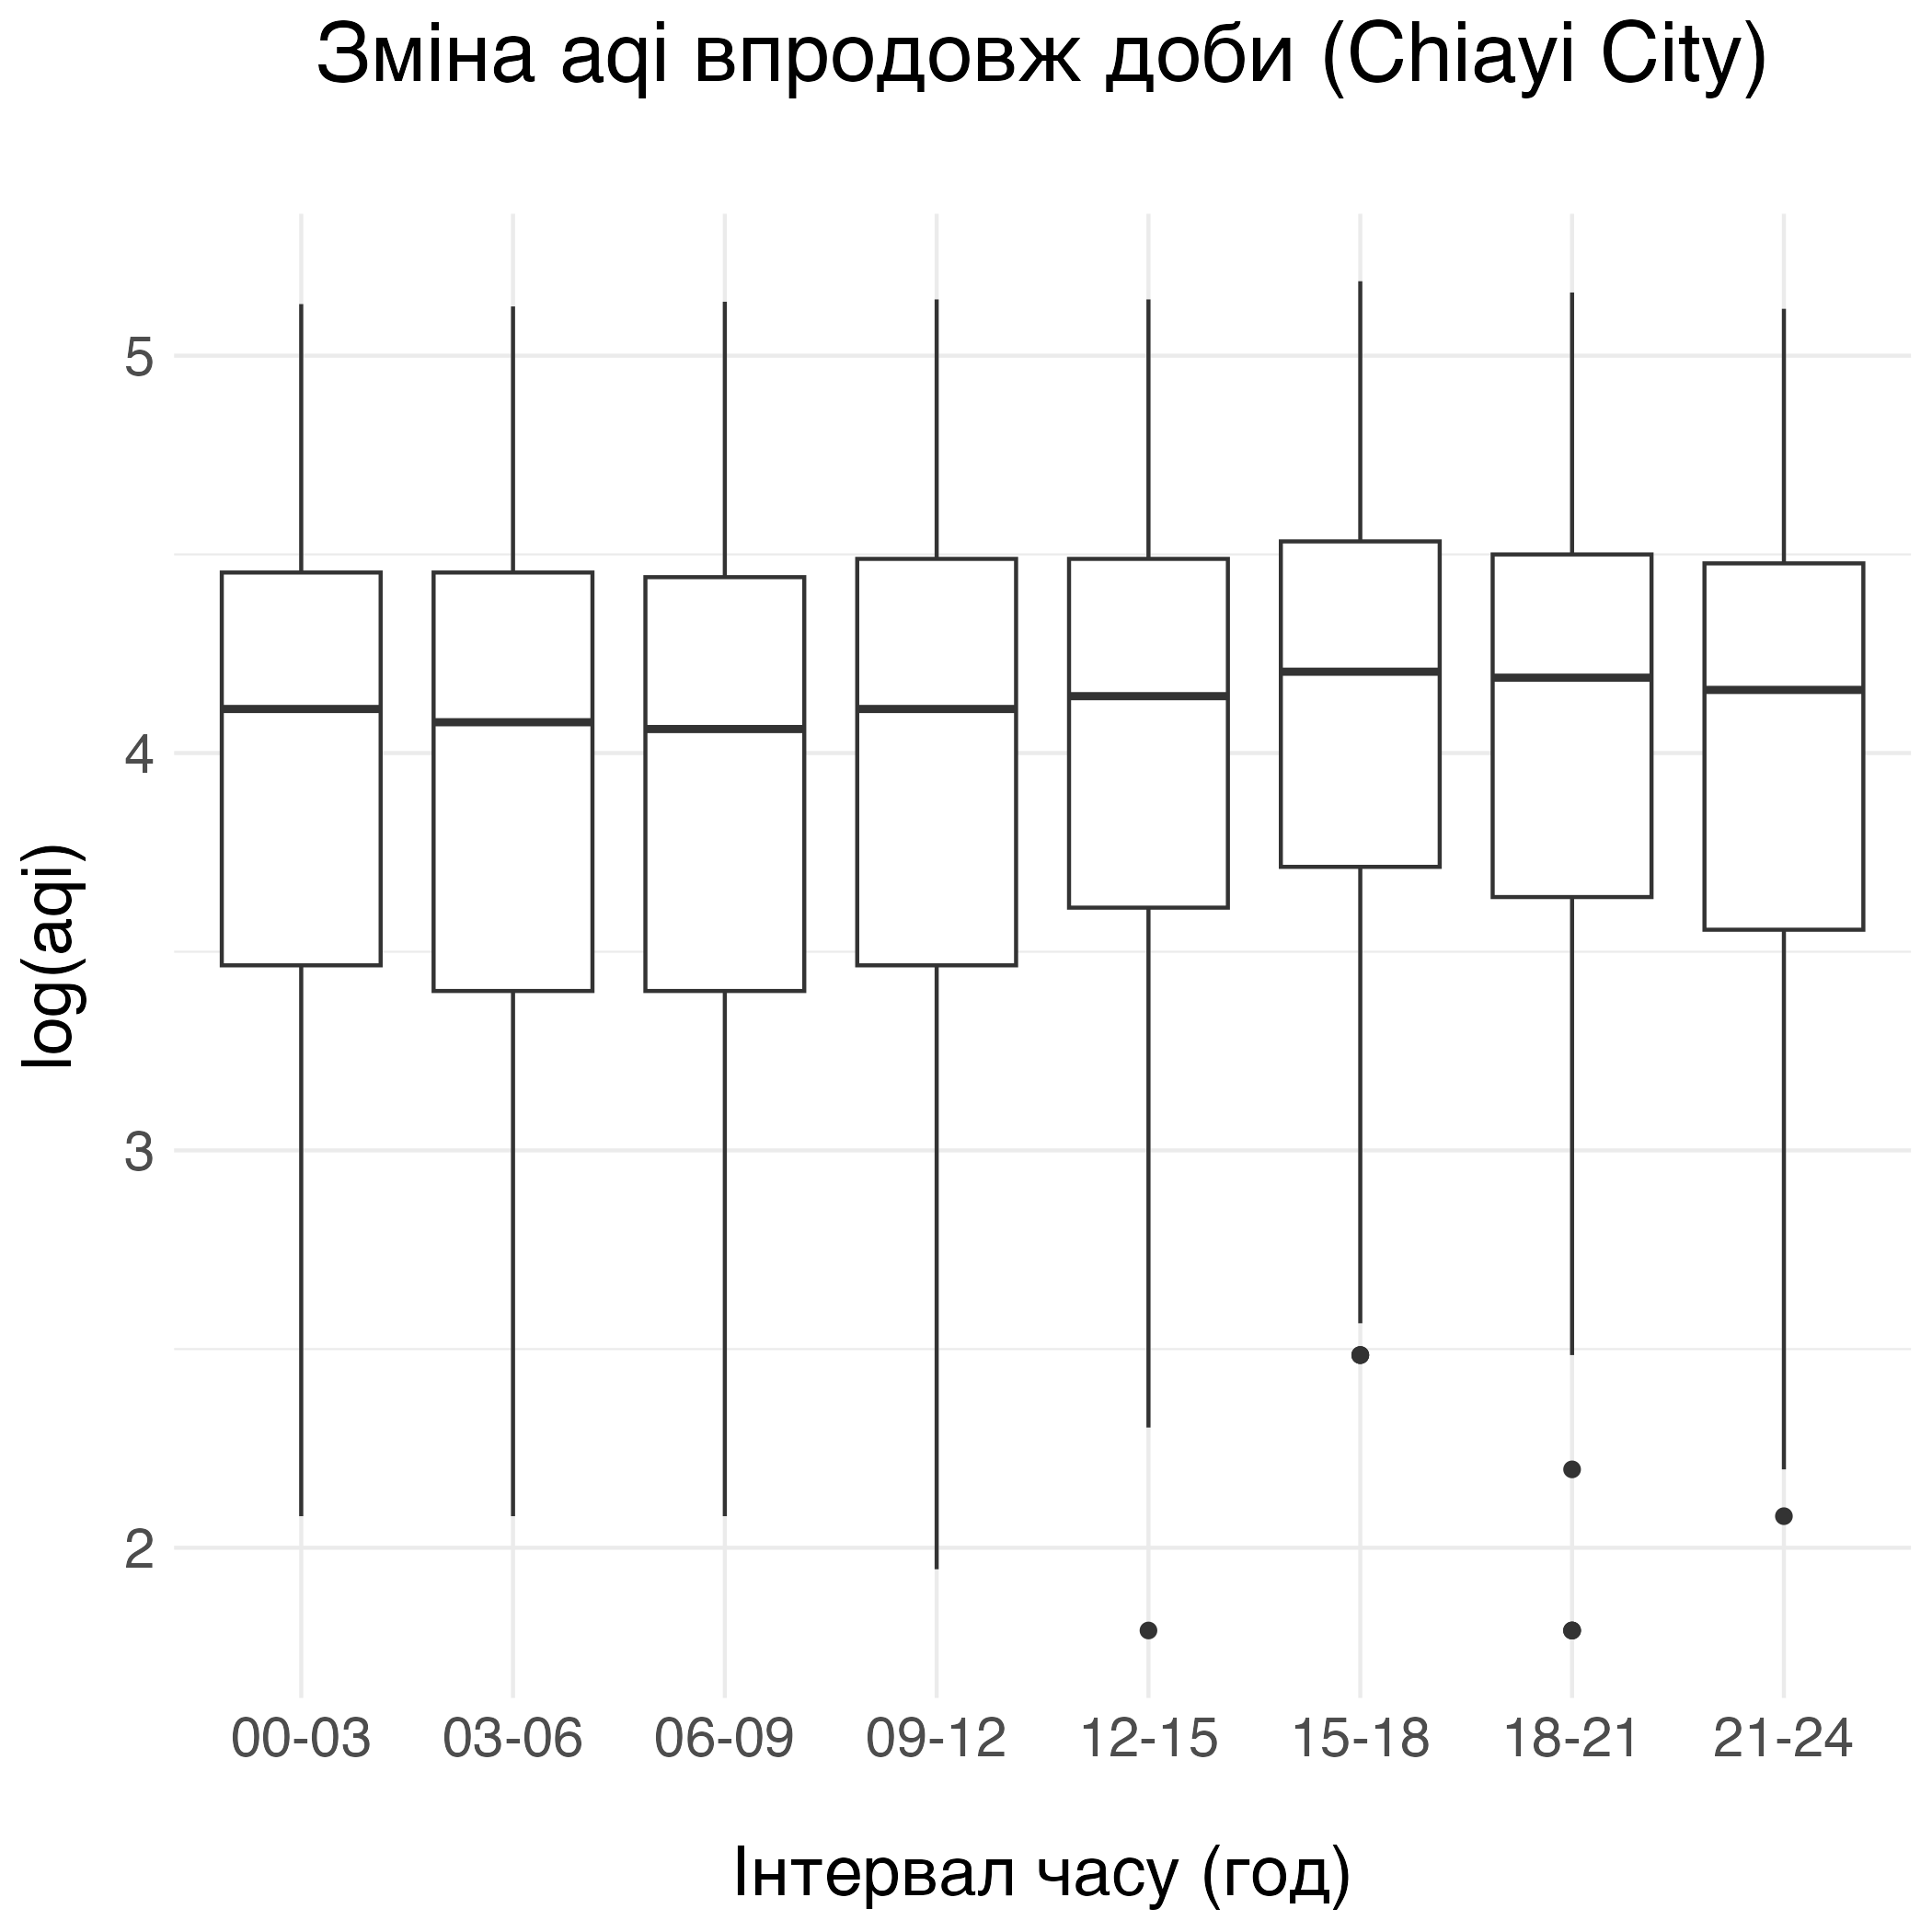 Зміна aqi впродовж доби (Chiayi City)
log(aqi)
5
4
3
2
00-03 03-06 06-09 09-12 12-15 15-18 18-21 21-24
Інтервал часу (год)